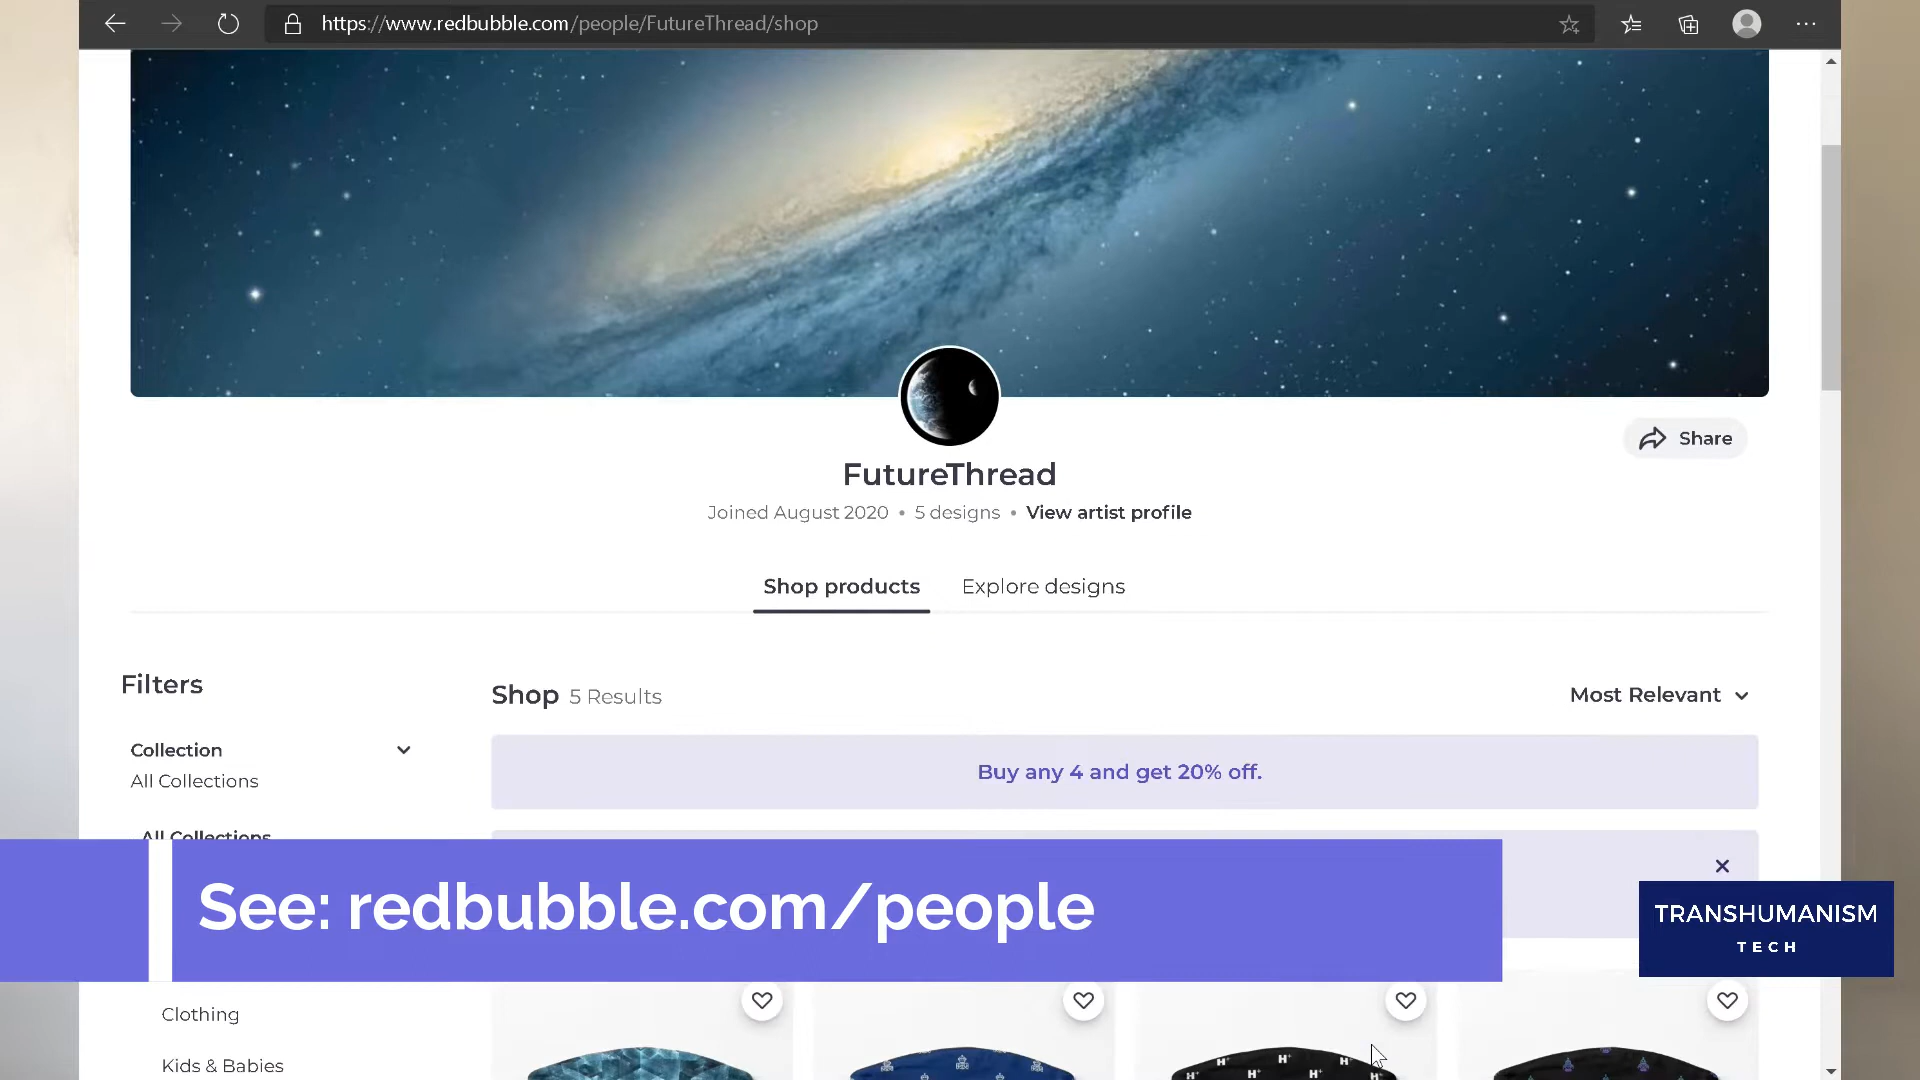 https://www.redbubble.com/people/FutureThread/shop
Share
FutureThread
Joined August 2020 • 5 designs • View artist profile
Shop products Explore designs
Filters
Shop 5 Results
Most Relevant
Collection
All Collections
Buy any 4 and get 20% off.
All Collections
See: redbubble.com/people
TRANSHUMANISM
TECH
Clothing
Kids & Babies